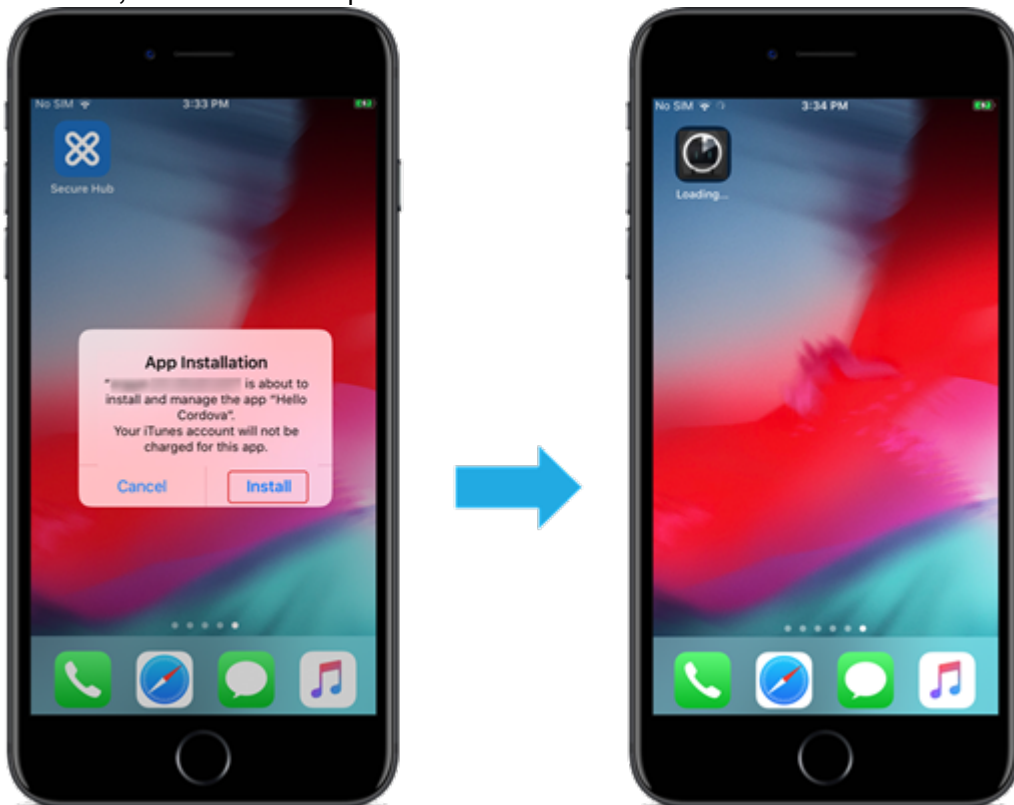 No SIM
3:33 PM
Secure Hub
App Installation
" is about to
install and manage the app "Hello
Cordova".
Your iTunes account will not be
charged for this app.
Cancel
Install
No SIM
3:34 PM
Loading...